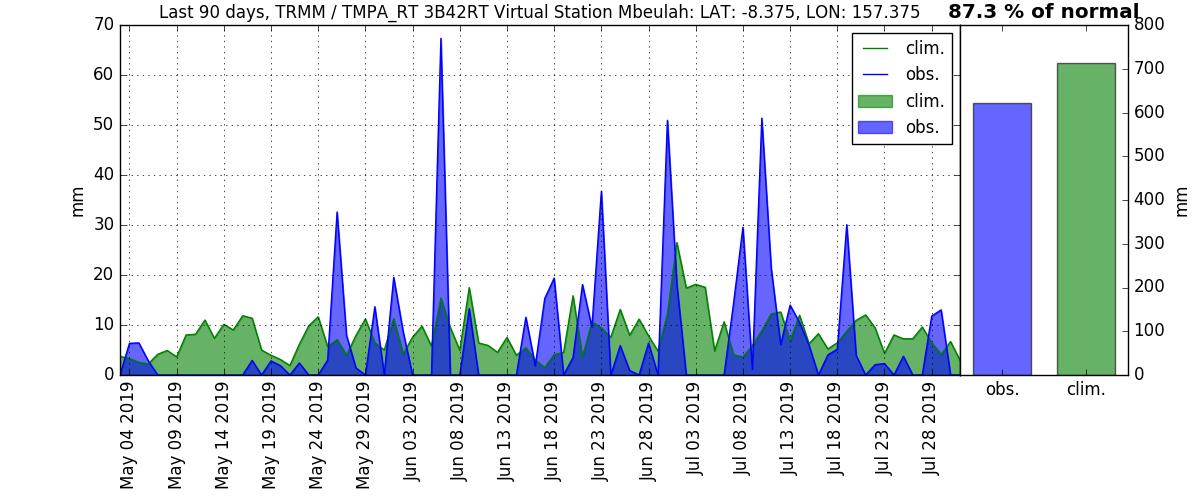 Last 90 days, TRMM / TMPA_RT 3B42RT Virtual Station Mbeulah: LAT: -8.375, LON: 157.375
87.3 % of normal
70
60
50
40
30
20
10
0
mm
clim.
obs.
clim.
obs.
May 04 2019
May 09 2019
May 14 2019
May 19 2019
May 24 2019
May 29 2019
Jun 03 2019
Jun 08 2019
Jun 13 2019
Jun 18 2019
Jun 23 2019
Jun 28 2019
Jul 03 2019
Jul 08 2019
Jul 13 2019
Jul 18 2019
Jul 23 2019
Jul 28 2019
800
700
600
500
400
300
200
100
0
mm
obs.
clim.